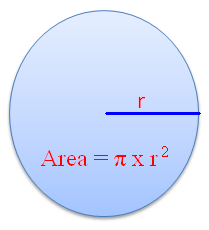 r
Area = π x r²